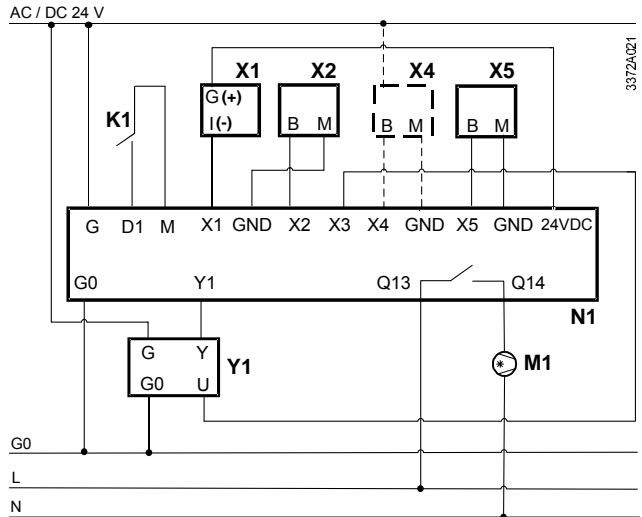 AC / DC 24 V
3372A021
X1 X2 X4 X5
G (+)
I (-) B M B M B M
K1
G D1 M X1 GND X2 X3 X4 GND X5 GND 24VDC
G0 Y1 Q13 Q14
N1
G Y
G0 U
Y1
M1
G0
L
N